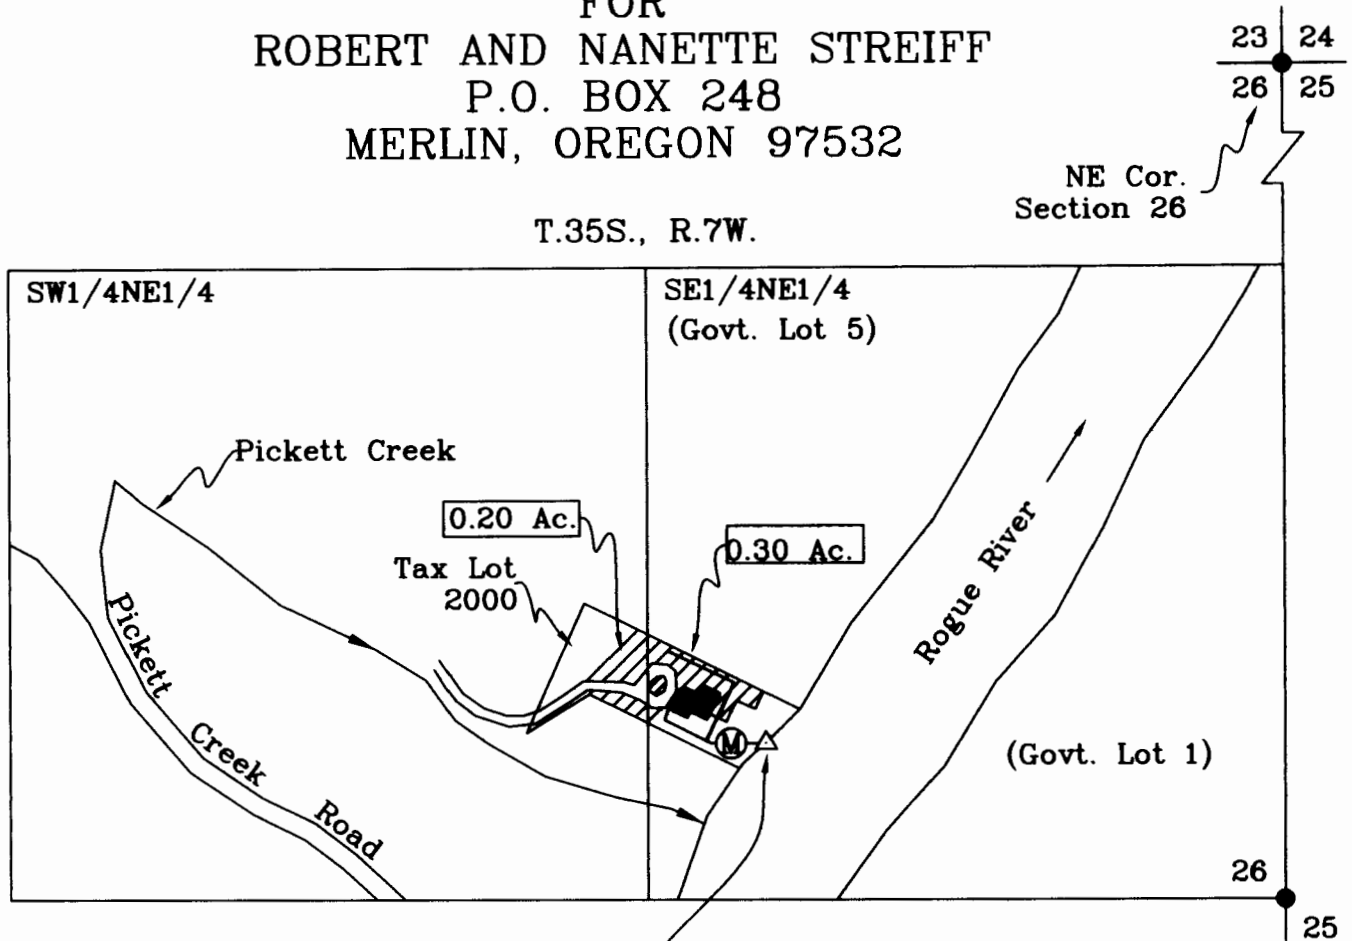 FOR
ROBERT AND NANETTE STREIFF
P.O. BOX 248
MERLIN, OREGON 97532
23 24
26 25
NE Cor.
Section 26
T.35S., R.7W.
SW1/4NE1/4
SE1/4NE1/4
(Govt. Lot 5)
Pickett Creek
0.20 Ac.
0.30 Ac.
Tax Lot
2000
Rogue River
Pickett Creek Road
M
(Govt. Lot 1)
26
25